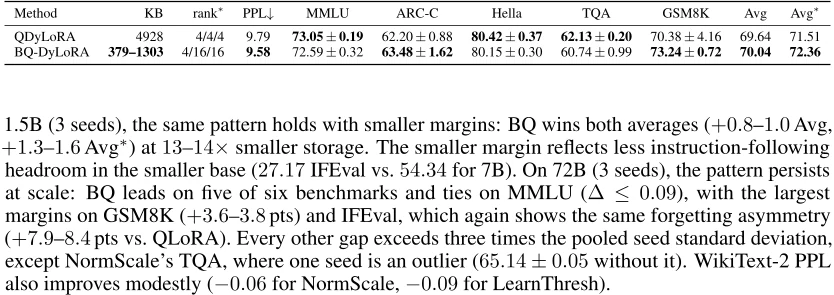 Method KB rank* PPL↓ MMLU ARC-C Hella TQA GSM8K Avg Avg*
QDyLoRA 4928 4/4/4 9.79 73.05 ± 0.19 62.20 ± 0.88 80.42 ± 0.37 62.13 ± 0.20 70.38 ± 4.16 69.64 71.51
BQ-DyLoRA 379–1303 4/16/16 9.58 72.59 ± 0.32 63.48 ± 1.62 80.15 ± 0.30 60.74 ± 0.99 73.24 ± 0.72 70.04 72.36
1.5B (3 seeds), the same pattern holds with smaller margins: BQ wins both averages (+0.8–1.0 Avg,
+1.3–1.6 Avg*) at 13–14× smaller storage. The smaller margin reflects less instruction-following
headroom in the smaller base (27.17 IFEval vs. 54.34 for 7B). On 72B (3 seeds), the pattern persists
at scale: BQ leads on five of six benchmarks and ties on MMLU (Δ ≤ 0.09), with the largest
margins on GSM8K (+3.6–3.8 pts) and IFEval, which again shows the same forgetting asymmetry
(+7.9–8.4 pts vs. QLoRA). Every other gap exceeds three times the pooled seed standard deviation,
except NormScale's TQA, where one seed is an outlier (65.14 ± 0.05 without it). WikiText-2 PPL
also improves modestly (−0.06 for NormScale, −0.09 for LearnThresh).